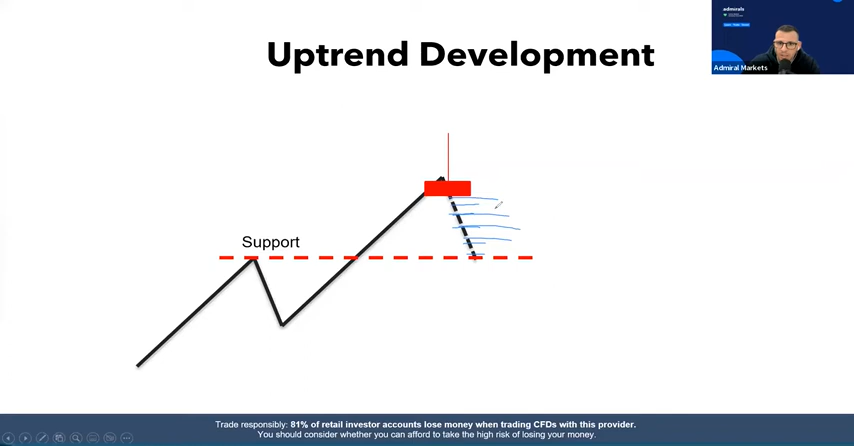 admirals
Uptrend Development
Admiral Markets
Support
Trade responsibly: 81% of retail investor accounts lose money when trading CFDs with this provider.
You should consider whether you can afford to take the high risk of losing your money.